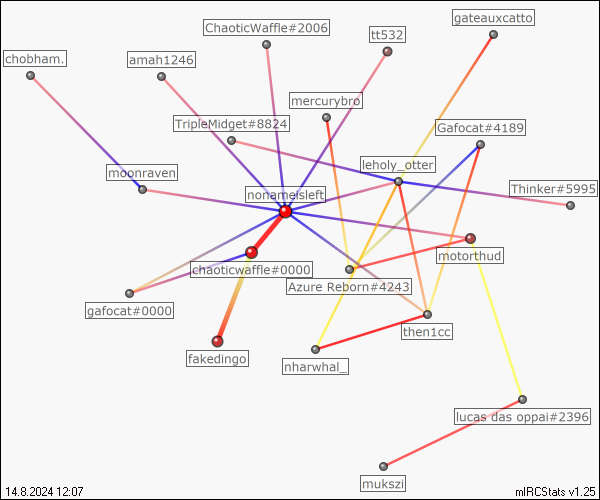 gateauxcatto
ChaoticWaffle#2006
tt532
chobham.
amah1246
mercurybro
TripleMidget#8824
Gafocat#4189
leholy_otter
moonraven
Thinker#5995
nonameisleft
motorthud
chaoticwaffle#0000
Azure Reborn#4243
gafocat#0000
then1cc
fakedingo
nharwhal_
lucas das oppai#2396
mukszi
14.8.2024 12:07
mIRCStats v1.25